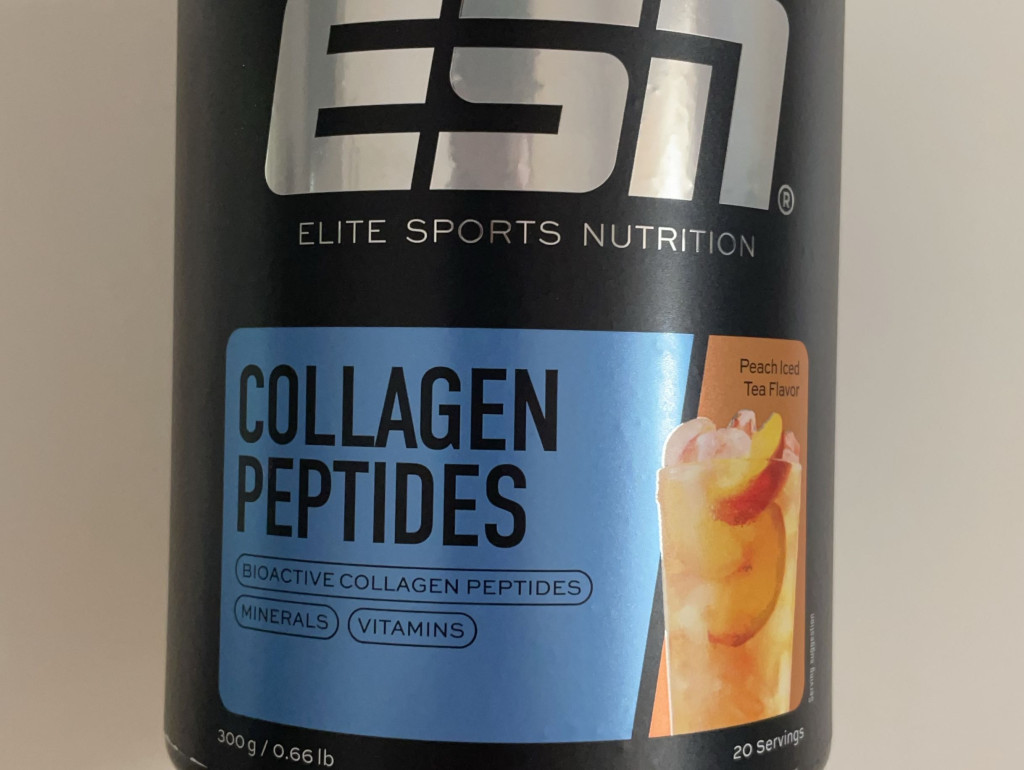 ESN®
ELITE SPORTS NUTRITION
COLLAGEN
PEPTIDES
BIOACTIVE COLLAGEN PEPTIDES
MINERALS
VITAMINS
Peach Iced
Tea Flavor
Serving suggestion
300 g / 0.66 lb
20 Servings